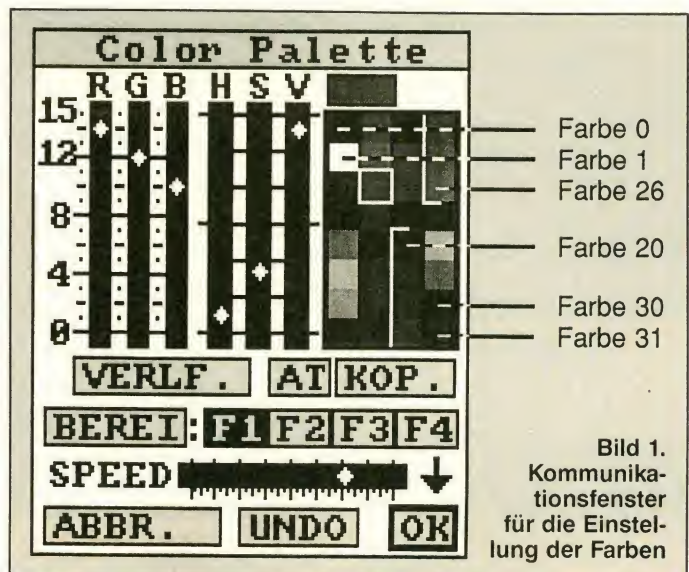 Color Palette
R G B H S V
15
12
8
4
0
Farbe 0
Farbe 1
Farbe 26
Farbe 20
Farbe 30
Farbe 31
VERLF. AT KOP.
BEREI: F1 F2 F3 F4
SPEED
ABBR. UNDO OK
Bild 1.
Kommunika-
tionsfenster
für die Einstel-
lung der Farben